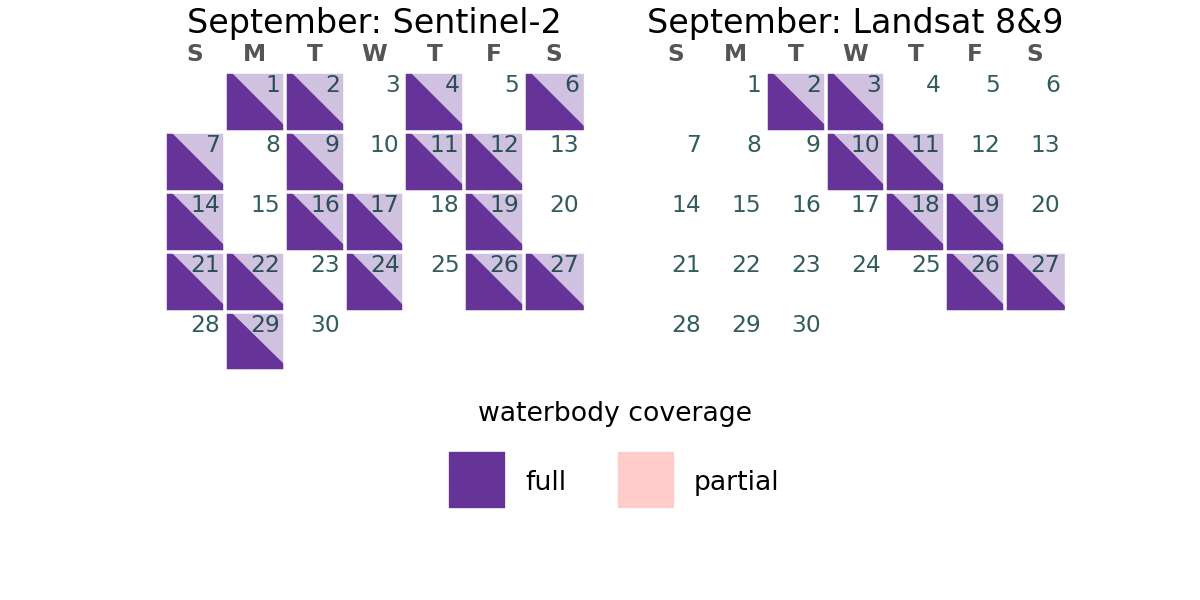 September: Sentinel-2
S M T W T F S
1 2 3 4 5 6
7 8 9 10 11 12 13
14 15 16 17 18 19 20
21 22 23 24 25 26 27
28 29 30
September: Landsat 8&9
S M T W T F S
1 2 3 4 5 6
7 8 9 10 11 12 13
14 15 16 17 18 19 20
21 22 23 24 25 26 27
28 29 30
waterbody coverage
full
partial